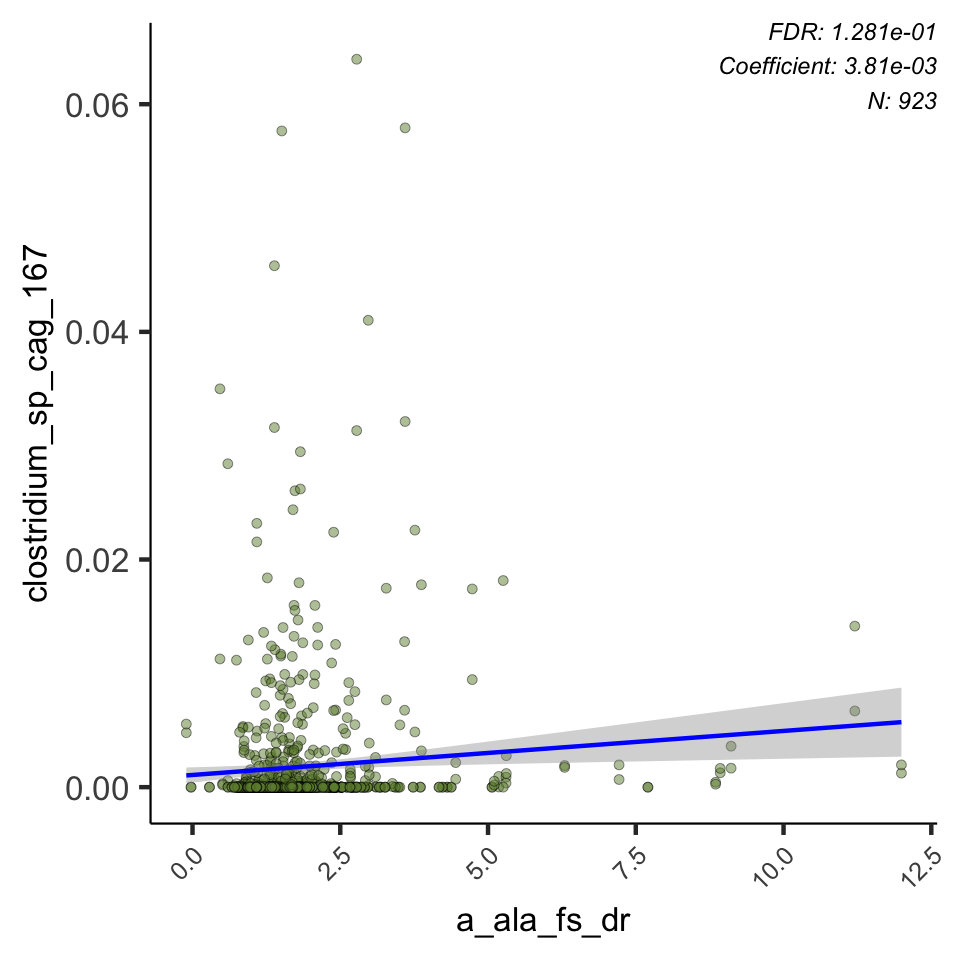 FDR: 1.281e-01
Coefficient: 3.81e-03
N: 923
clostridium_sp_cag_167
0.06
0.04
0.02
0.00
0.0 2.5 5.0 7.5 10.0 12.5
a_ala_fs_dr